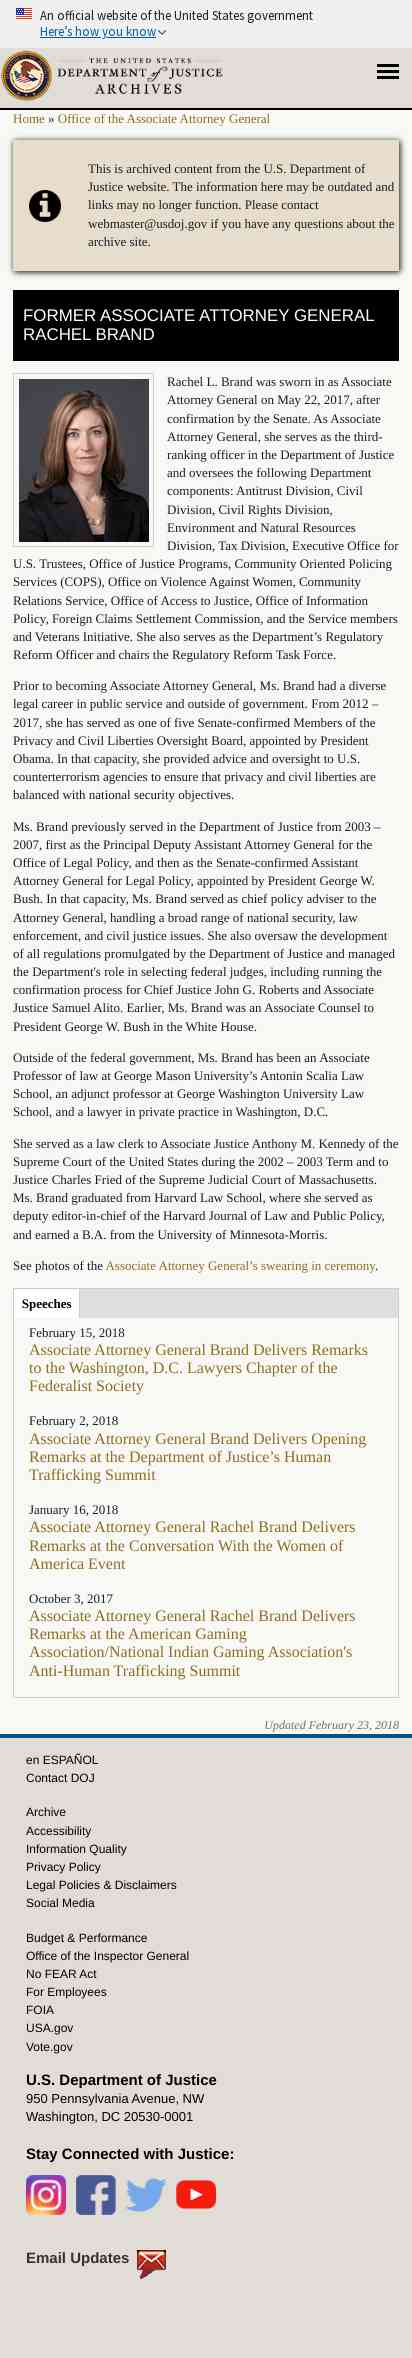 An official website of the United States government
Here's how you know
THE UNITED STATES
DEPARTMENT of JUSTICE
ARCHIVES
Home » Office of the Associate Attorney General
This is archived content from the U.S. Department of
Justice website. The information here may be outdated and
links may no longer function. Please contact
webmaster@usdoj.gov if you have any questions about the
archive site.
FORMER ASSOCIATE ATTORNEY GENERAL
RACHEL BRAND
Rachel L. Brand was sworn in as Associate
Attorney General on May 22, 2017, after
confirmation by the Senate. As Associate
Attorney General, she serves as the third-
ranking officer in the Department of Justice
and oversees the following Department
components: Antitrust Division, Civil
Division, Civil Rights Division,
Environment and Natural Resources
Division, Tax Division, Executive Office for
U.S. Trustees, Office of Justice Programs, Community Oriented Policing
Services (COPS), Office on Violence Against Women, Community
Relations Service, Office of Access to Justice, Office of Information
Policy, Foreign Claims Settlement Commission, and the Service members
and Veterans Initiative. She also serves as the Department's Regulatory
Reform Officer and chairs the Regulatory Reform Task Force.
Prior to becoming Associate Attorney General, Ms. Brand had a diverse
legal career in public service and outside of government. From 2012 –
2017, she has served as one of five Senate-confirmed Members of the
Privacy and Civil Liberties Oversight Board, appointed by President
Obama. In that capacity, she provided advice and oversight to U.S.
counterterrorism agencies to ensure that privacy and civil liberties are
balanced with national security objectives.
Ms. Brand previously served in the Department of Justice from 2003 –
2007, first as the Principal Deputy Assistant Attorney General for the
Office of Legal Policy, and then as the Senate-confirmed Assistant
Attorney General for Legal Policy, appointed by President George W.
Bush. In that capacity, Ms. Brand served as chief policy adviser to the
Attorney General, handling a broad range of national security, law
enforcement, and civil justice issues. She also oversaw the development
of all regulations promulgated by the Department of Justice and managed
the Department's role in selecting federal judges, including running the
confirmation process for Chief Justice John G. Roberts and Associate
Justice Samuel Alito. Earlier, Ms. Brand was an Associate Counsel to
President George W. Bush in the White House.
Outside of the federal government, Ms. Brand has been an Associate
Professor of law at George Mason University's Antonin Scalia Law
School, an adjunct professor at George Washington University Law
School, and a lawyer in private practice in Washington, D.C.
She served as a law clerk to Associate Justice Anthony M. Kennedy of the
Supreme Court of the United States during the 2002 – 2003 Term and to
Justice Charles Fried of the Supreme Judicial Court of Massachusetts.
Ms. Brand graduated from Harvard Law School, where she served as
deputy editor-in-chief of the Harvard Journal of Law and Public Policy,
and earned a B.A. from the University of Minnesota-Morris.
See photos of the Associate Attorney General's swearing in ceremony.
Speeches
February 15, 2018
Associate Attorney General Brand Delivers Remarks
to the Washington, D.C. Lawyers Chapter of the
Federalist Society
February 2, 2018
Associate Attorney General Brand Delivers Opening
Remarks at the Department of Justice's Human
Trafficking Summit
January 16, 2018
Associate Attorney General Rachel Brand Delivers
Remarks at the Conversation With the Women of
America Event
October 3, 2017
Associate Attorney General Rachel Brand Delivers
Remarks at the American Gaming
Association/National Indian Gaming Association's
Anti-Human Trafficking Summit
Updated February 23, 2018
en ESPAÑOL
Contact DOJ
Archive
Accessibility
Information Quality
Privacy Policy
Legal Policies & Disclaimers
Social Media
Budget & Performance
Office of the Inspector General
No FEAR Act
For Employees
FOIA
USA.gov
Vote.gov
U.S. Department of Justice
950 Pennsylvania Avenue, NW
Washington, DC 20530-0001
Stay Connected with Justice:
Email Updates